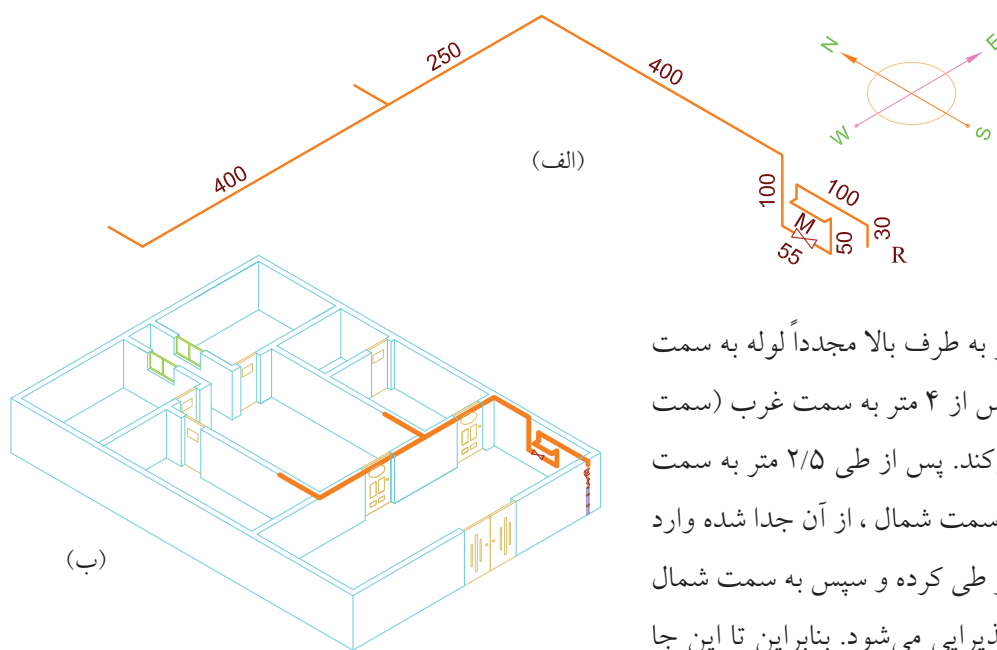 250
400
400
(الف)
N
E
W
S
100
100
M
55
50
30
R
(ب)
ر به طرف بالا مجدداً لوله به سمت
س از ۴ متر به سمت غرب (سمت
کند. پس از طی ۲/۵ متر به سمت
سمت شمال ، از آن جدا شده وارد
ر طی کرده و سپس به سمت شمال
ذیرایی می‌شود. بنابراین تا این جا